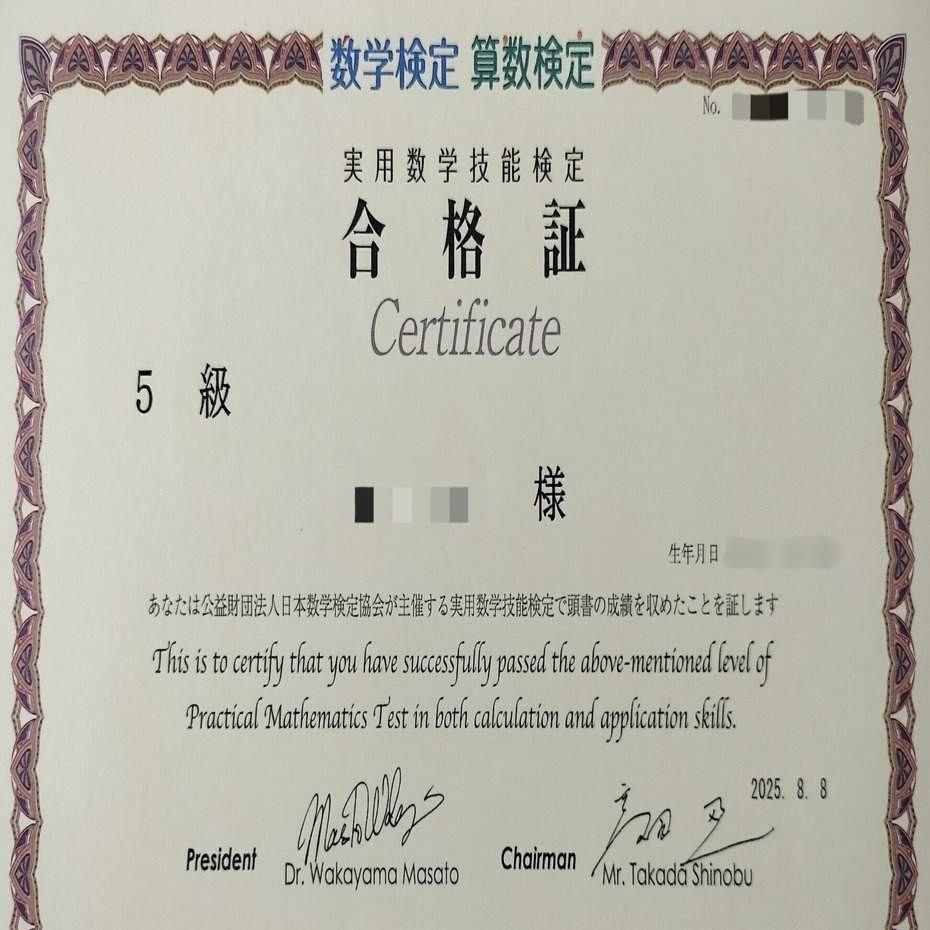 数学検定 算数検定
No.
実用数学技能検定
合格証
Certificate
5 級
様
生年月日
あなたは公益財団法人日本数学検定協会が主催する実用数学技能検定で頭書の成績を収めたことを証します
This is to certify that you have successfully passed the above-mentioned level of
Practical Mathematics Test in both calculation and application skills.
2025. 8. 8
President Dr. Wakayama Masato Chairman Mr. Takada Shinobu